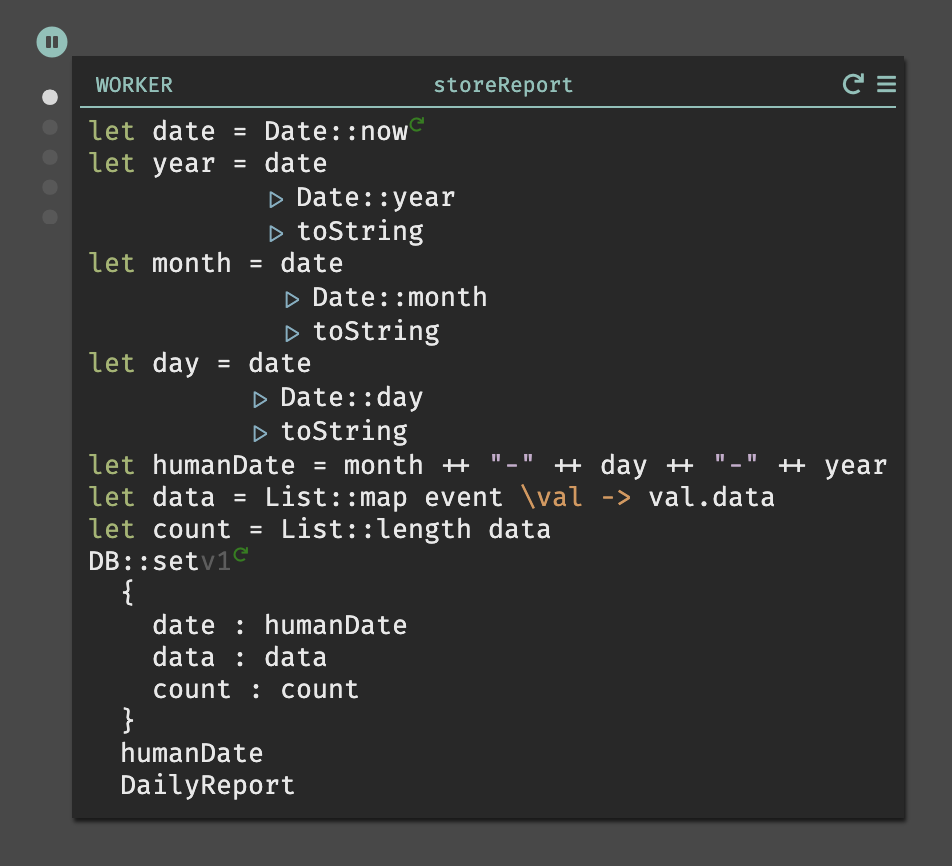 WORKER storeReport
let date = Date::now
let year = date
▷ Date::year
▷ toString
let month = date
▷ Date::month
▷ toString
let day = date
▷ Date::day
▷ toString
let humanDate = month ++ "-" ++ day ++ "-" ++ year
let data = List::map event \val -> val.data
let count = List::length data
DB::setv1
{
date : humanDate
data : data
count : count
}
humanDate
DailyReport